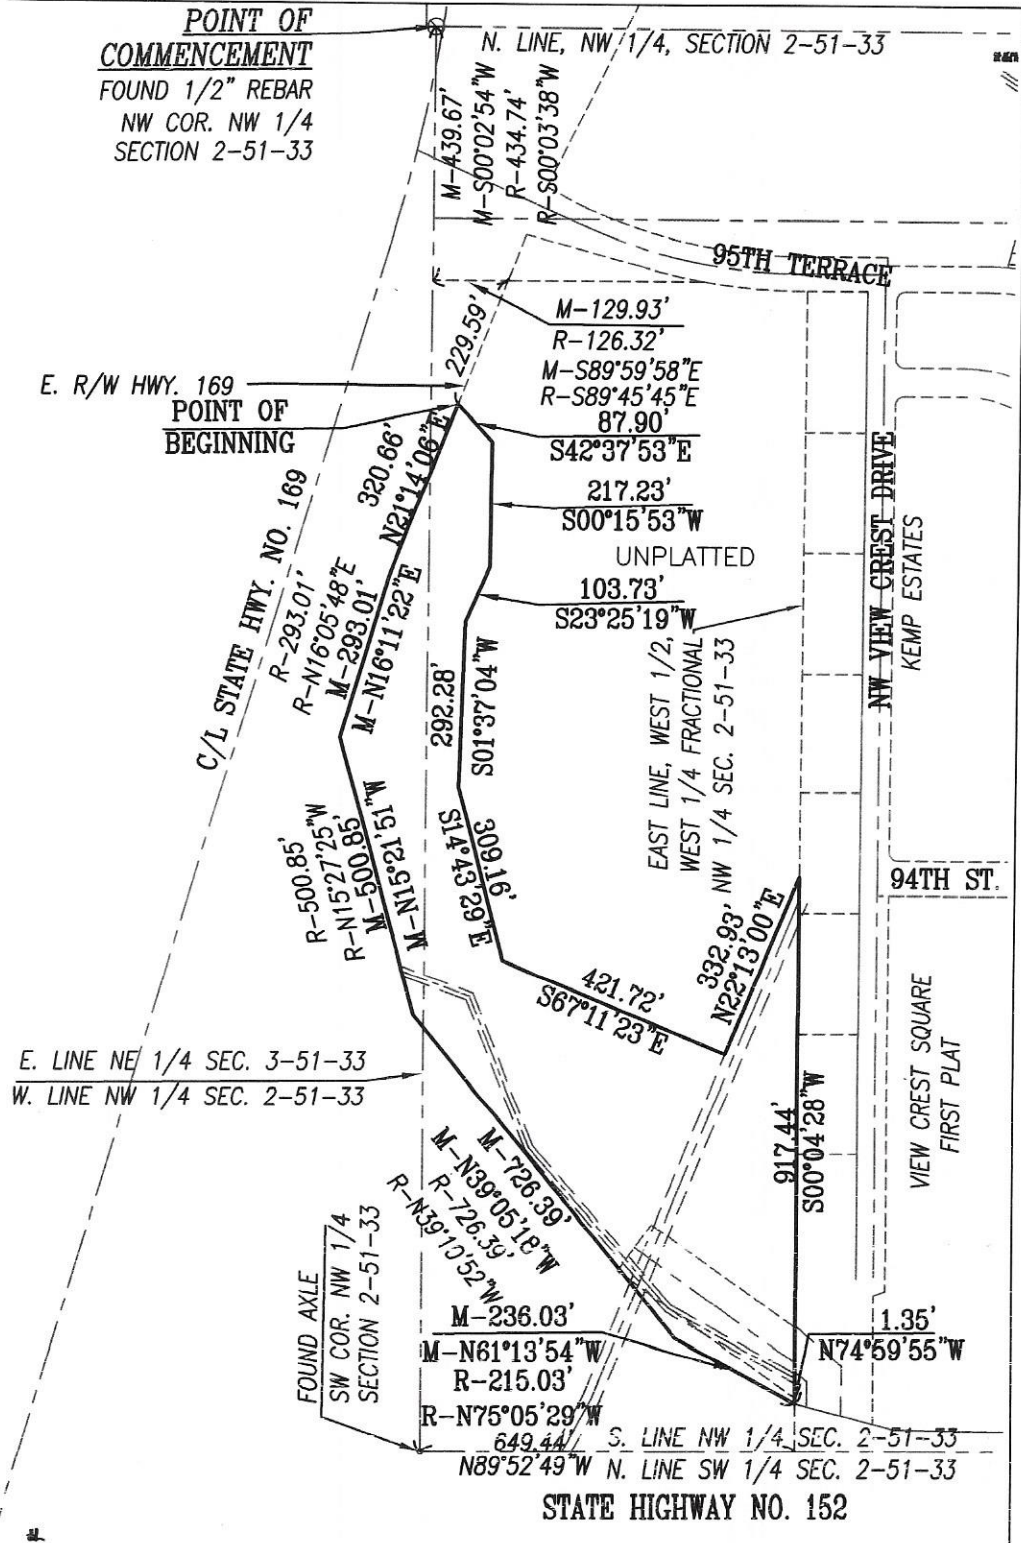 POINT OF
COMMENCEMENT
FOUND 1/2" REBAR
NW COR. NW 1/4
SECTION 2-51-33
N. LINE, NW 1/4, SECTION 2-51-33
M-439.67'
M-S00°02'54"W
R-434.74'
R-S00°03'38"W
95TH TERRACE
M-129.93'
R-126.32'
M-S89°59'58"E
R-S89°45'45"E
229.59'
E. R/W HWY. 169
POINT OF
BEGINNING
87.90'
S42°37'53"E
320.66'
N21°14'06"E
217.23'
S00°15'53"W
UNPLATTED
103.73'
S23°25'19"W
C/L STATE HWY. NO. 169
R-293.01'
R-N16°05'48"E
M-293.01'
M-N16°11'22"E
292.28'
S01°37'04"W
EAST LINE, WEST 1/2,
WEST 1/4 FRACTIONAL
NW 1/4 SEC. 2-51-33
NW VIEW CREST DRIVE
KEMP ESTATES
R-500.85'
R-N15°27'25"W
M-500.85'
M-N15°21'51"W
309.16'
S14°43'29"E
94TH ST.
332.93'
N22°13'00"E
421.72'
S67°11'23"E
E. LINE NE 1/4 SEC. 3-51-33
W. LINE NW 1/4 SEC. 2-51-33
917.44'
S00°04'28"W
VIEW CREST SQUARE
FIRST PLAT
M-726.39'
M-N39°05'18"W
R-726.39'
R-N39°10'52"W
FOUND AXLE
SW COR. NW 1/4
SECTION 2-51-33
M-236.03'
M-N61°13'54"W
R-215.03'
R-N75°05'29"W
1.35'
N74°59'55"W
649.44'
N89°52'49"W
S. LINE NW 1/4 SEC. 2-51-33
N. LINE SW 1/4 SEC. 2-51-33
STATE HIGHWAY NO. 152